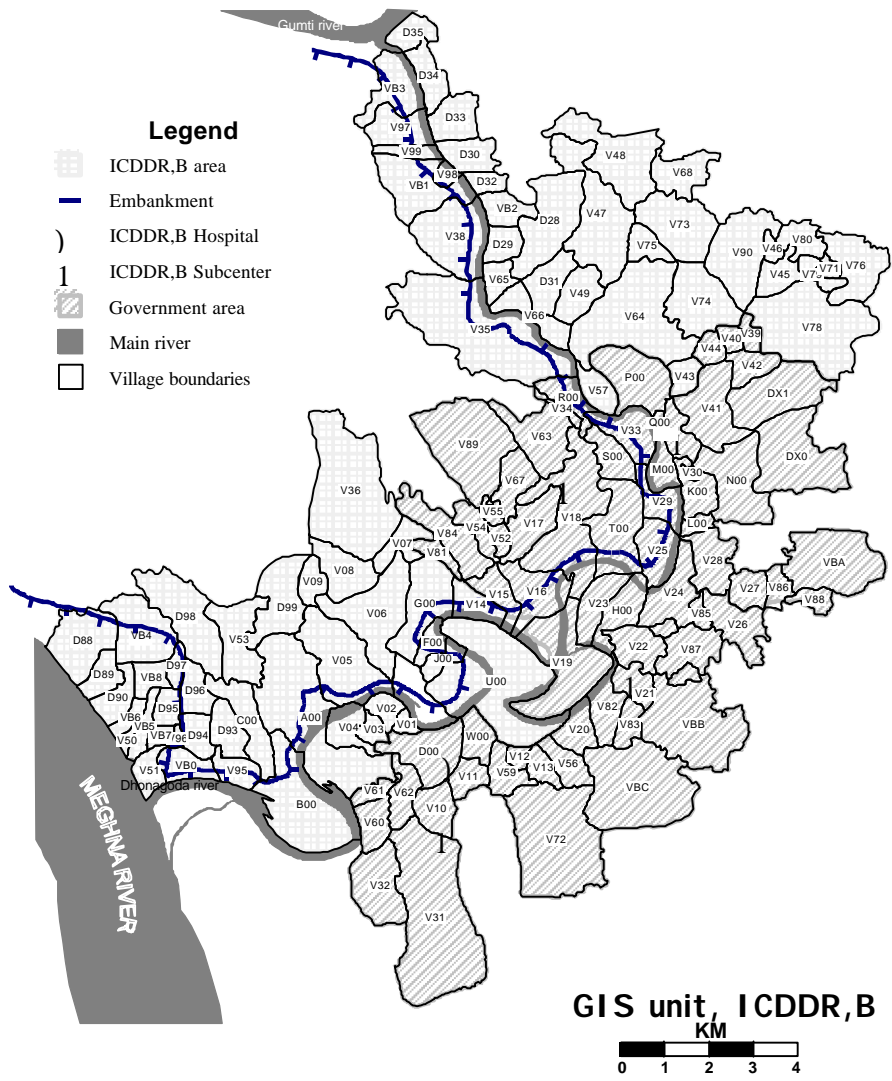 Gumti river
D35
D34
VB3
D33
V97
V99
D30
V98
D32
VB1
VB2
V38
D28
D29
V48
V68
V47
V73
V75
V90
V46
V80
V45
V71
V76
V65
D31
V49
V66
V64
V74
V78
V35
Legend
ICDDR,B area
Embankment
) ICDDR,B Hospital
1 ICDDR,B Subcenter
Government area
Main river
Village boundaries
V39
V40
V44
V42
V43
P00
V57
R00
V34
V41
DX1
V33
Q00
V89
V63
S00
M00
V30
DX0
V67
K00
N00
V36
V29
V55
V17
V18
V54
V52
T00
L00
V84
V07
V81
V25
V28
VBA
V08
V09
V15
V16
V24
V27
V86
V88
D99
V06
G00
V14
V23
H00
V85
V26
D98
V53
D88
VB4
F00
V22
V87
V05
J00
V19
D97
D89
VB8
D96
U00
V21
D90
D95
V02
V82
V83
VBB
VB6
C00
A00
V04
V03
V01
V20
VB5
D93
V50
VB7
V96
D94
D00
W00
V12
V51
VB0
V95
V11
V59
V13
V56
VBC
Dhonagoda river
B00
V61
V62
V60
V10
1
V72
V32
V31
MEGHNA RIVER
GIS unit, ICDDR,B
KM
0 1 2 3 4